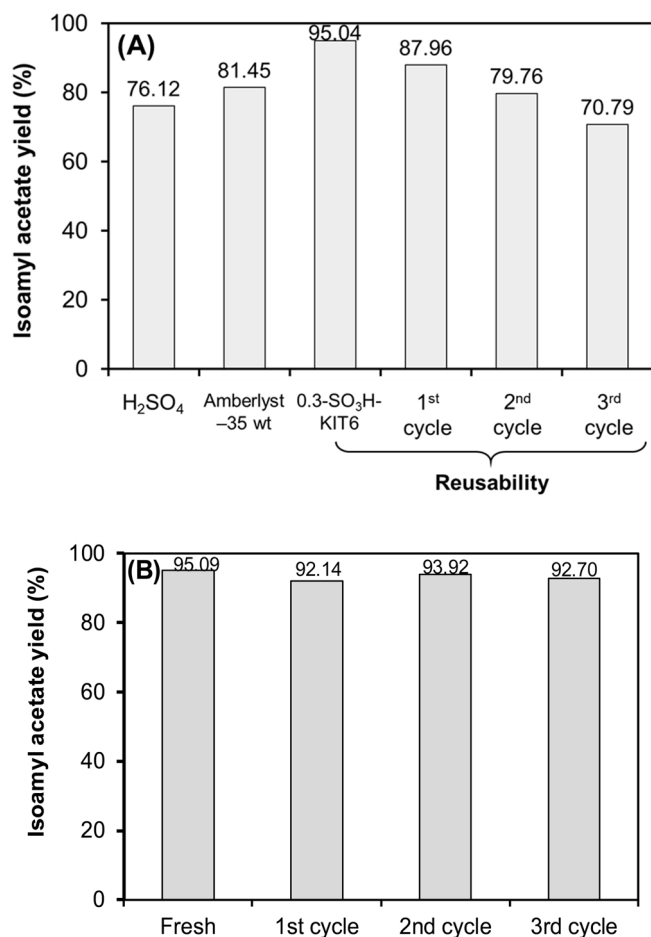 (A)
Isoamyl acetate yield (%)
100
80
60
40
20
0
76.12
81.45
95.04
87.96
79.76
70.79
H₂SO₄
Amberlyst
–35 wt
0.3-SO₃H-
KIT6
1ˢᵗ
cycle
2ⁿᵈ
cycle
3ʳᵈ
cycle
Reusability
(B)
Isoamyl acetate yield (%)
100
80
60
40
20
0
95.09
92.14
93.92
92.70
Fresh
1st cycle
2nd cycle
3rd cycle